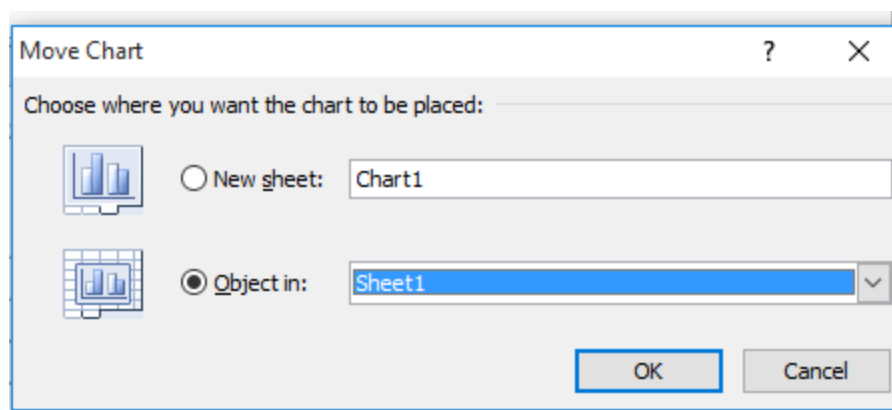 Move Chart ?
Choose where you want the chart to be placed:
New sheet: Chart1
Object in: Sheet1
OK Cancel